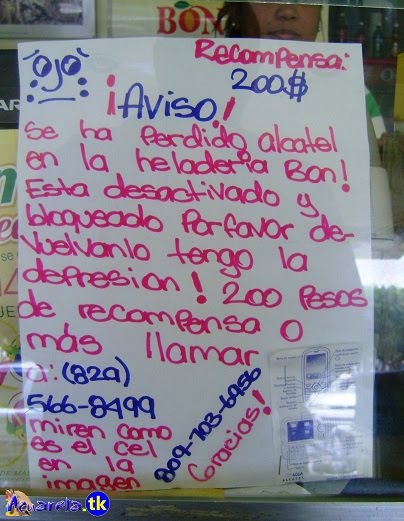 BON
OJO
Recompensa:
200$
¡AVISO!
Se ha Perdido alcatel
en la heladeria Bon!
Esta desactivado y
bloqueado Porfavor de-
vuelvanlo tengo la
depresion! 200 Pesos
de recompensa o
más llamar
a: (829)
566-8499
miren como
es el cel
en la
imagen
809-703-6956
Gracias!
ALCATEL
Acuarela.tk